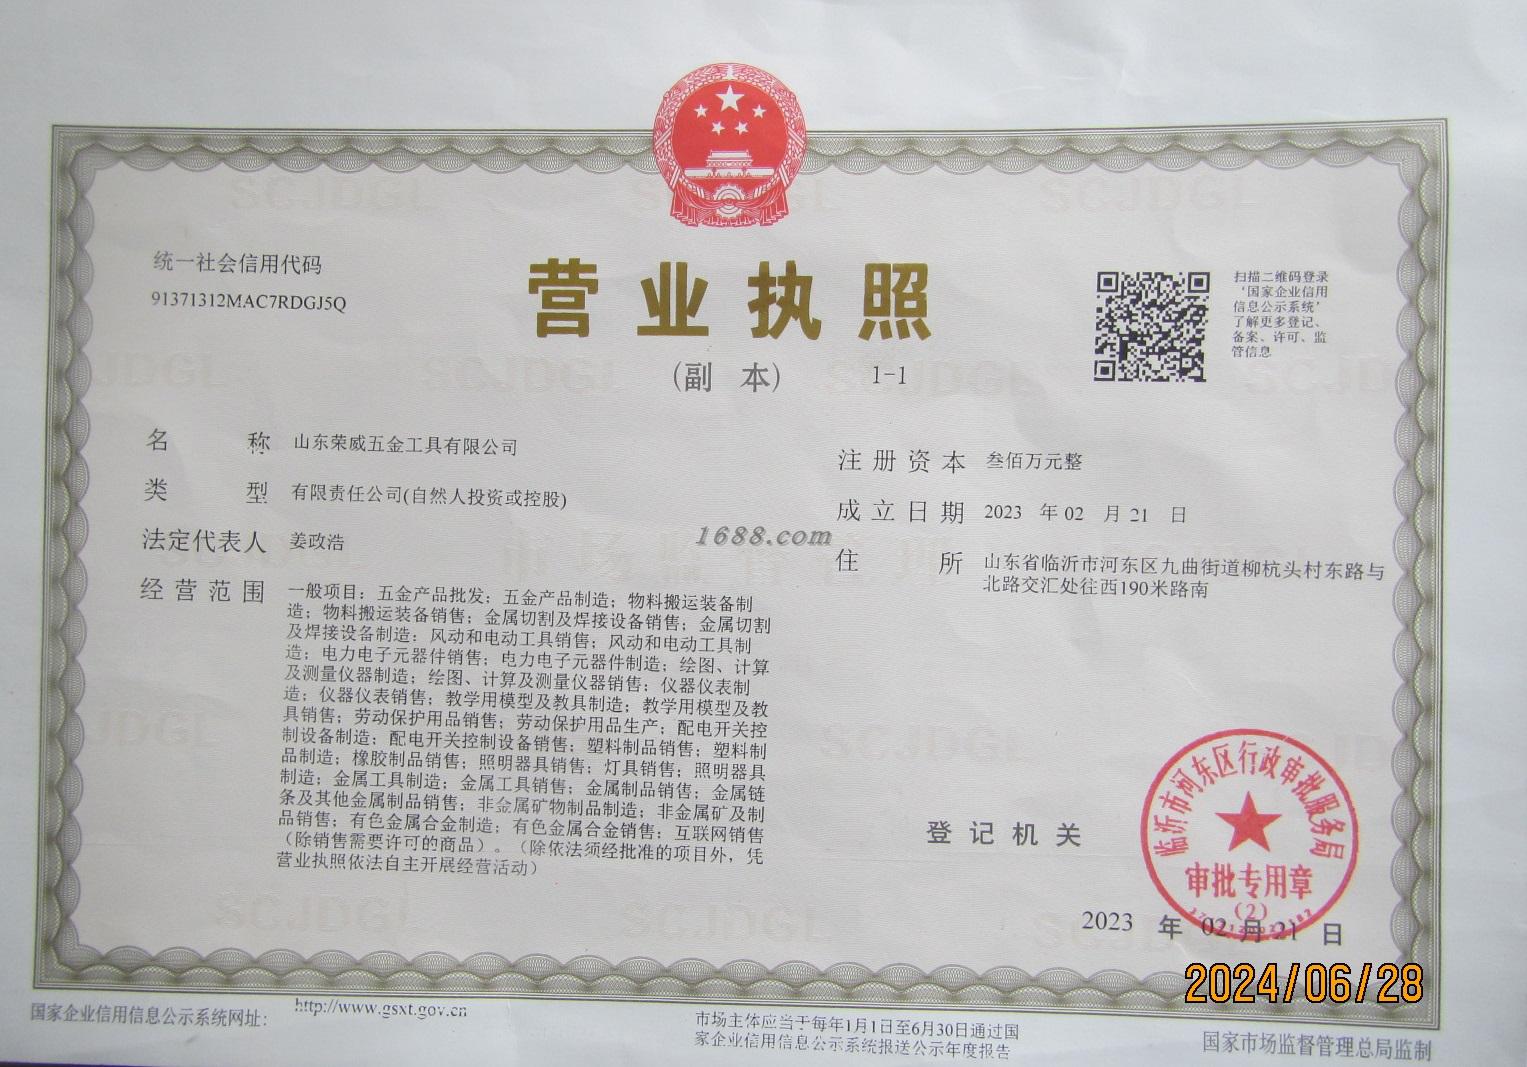 统一社会信用代码
91371312MAC7RDGJ5Q
营业执照
(副 本) 1-1
扫描二维码登录
‘国家企业信用
信息公示系统’
了解更多登记、
备案、许可、监
管信息
名 称 山东荣威五金工具有限公司
类 型 有限责任公司(自然人投资或控股)
法定代表人 姜政浩
经营范围 一般项目：五金产品批发；五金产品制造；物料搬运装备制
造；物料搬运装备销售；金属切割及焊接设备销售；金属切割
及焊接设备制造；风动和电动工具销售；风动和电动工具制
造；电力电子元器件销售；电力电子元器件制造；绘图、计算
及测量仪器制造；绘图、计算及测量仪器销售；仪器仪表制
造；仪器仪表销售；教学用模型及教具制造；教学用模型及教
具销售；劳动保护用品销售；劳动保护用品生产；配电开关控
制设备制造；配电开关控制设备销售；塑料制品销售；塑料制
品制造；橡胶制品销售；照明器具销售；灯具销售；照明器具
制造；金属工具制造；金属工具销售；金属制品销售；金属链
条及其他金属制品销售；非金属矿物制品制造；非金属矿及制
品销售；有色金属合金制造；有色金属合金销售；互联网销售
（除销售需要许可的商品）。（除依法须经批准的项目外，凭
营业执照依法自主开展经营活动）
注册资本 叁佰万元整
成立日期 2023 年 02 月 21 日
住 所 山东省临沂市河东区九曲街道柳杭头村东路与
北路交汇处往西190米路南
1688.com
登记机关
临沂市河东区行政审批服务局
审批专用章
(2)
2023 年 02 月 21 日
2024/06/28
国家企业信用信息公示系统网址：
http://www.gsxt.gov.cn
市场主体应当于每年1月1日至6月30日通过国
家企业信用信息公示系统报送公示年度报告
国家市场监督管理总局监制